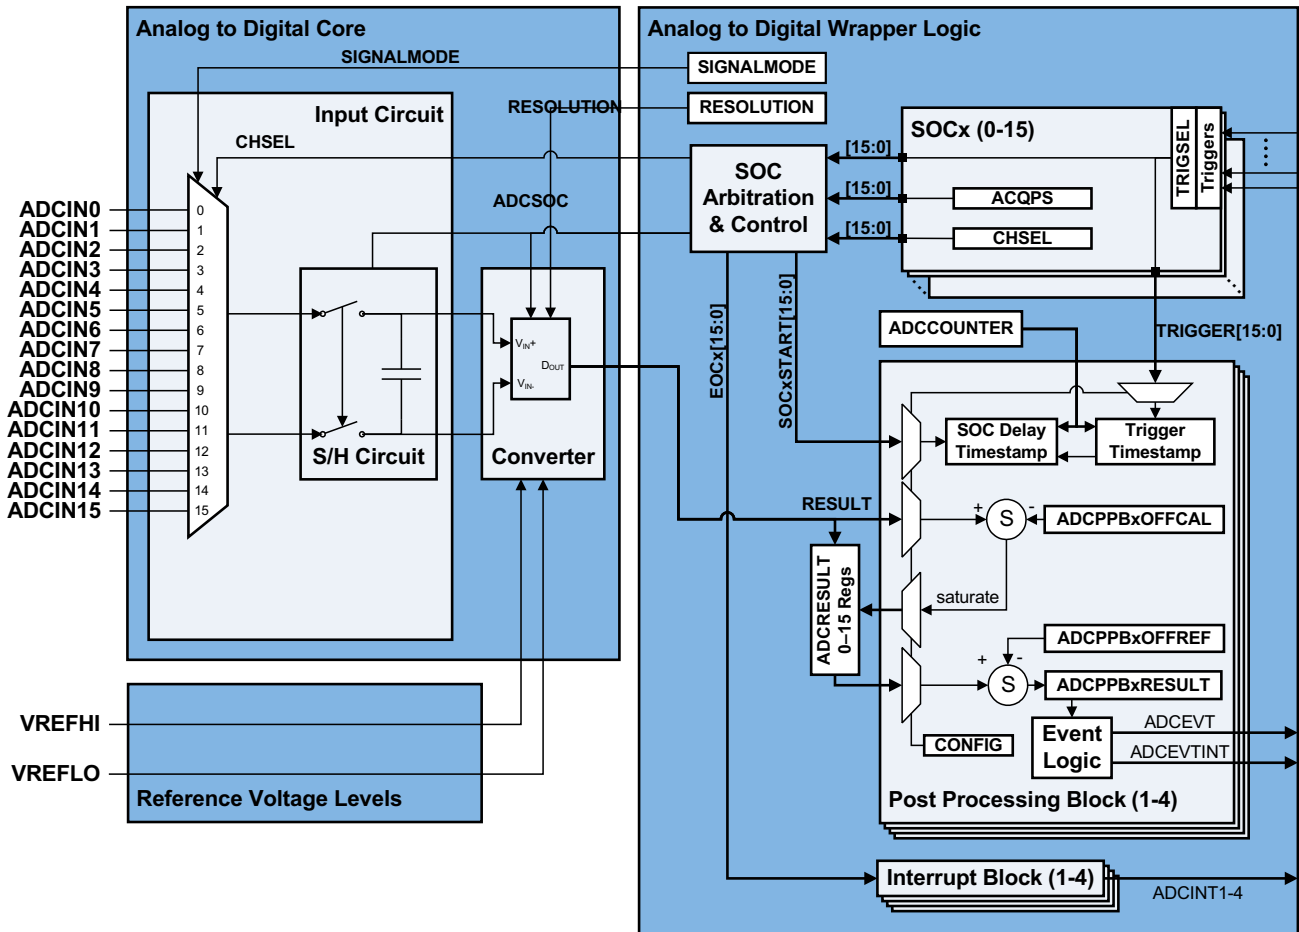 Analog to Digital Core
Analog to Digital Wrapper Logic
SIGNALMODE
SIGNALMODE
RESOLUTION
RESOLUTION
Input Circuit
CHSEL
SOCx (0-15)
TRIGSEL
Triggers
[15:0]
SOC
Arbitration
& Control
[15:0]
ACQPS
[15:0]
CHSEL
ADCSOC
ADCIN0
0
ADCIN1
1
ADCIN2
2
ADCIN3
3
ADCIN4
4
ADCIN5
5
ADCIN6
6
ADCIN7
7
ADCIN8
8
ADCIN9
9
ADCIN10
10
ADCIN11
11
ADCIN12
12
ADCIN13
13
ADCIN14
14
ADCIN15
15
S/H Circuit
VIN+
DOUT
VIN-
Converter
EOCx[15:0]
SOCxSTART[15:0]
ADCCOUNTER
TRIGGER[15:0]
SOC Delay
Timestamp
Trigger
Timestamp
RESULT
+
S
-
ADCPPBxOFFCAL
ADCRESULT
0–15 Regs
saturate
ADCPPBxOFFREF
+
-
S
ADCPPBxRESULT
CONFIG
Event
Logic
ADCEVT
ADCEVTINT
Post Processing Block (1-4)
VREFHI
VREFLO
Reference Voltage Levels
Interrupt Block (1-4)
ADCINT1-4